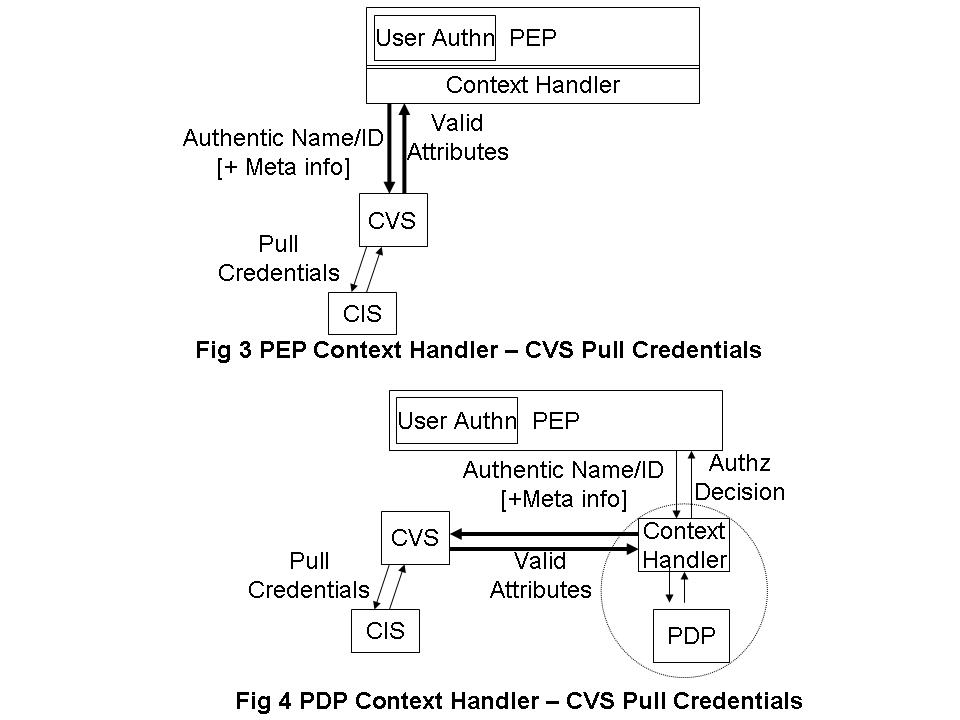 User Authn PEP
Context Handler
Authentic Name/ID
[+ Meta info]
Valid
Attributes
CVS
Pull
Credentials
CIS
Fig 3 PEP Context Handler – CVS Pull Credentials
User Authn PEP
Authentic Name/ID
[+Meta info]
Authz
Decision
CVS
Context
Handler
Pull
Credentials
Valid
Attributes
CIS
PDP
Fig 4 PDP Context Handler – CVS Pull Credentials